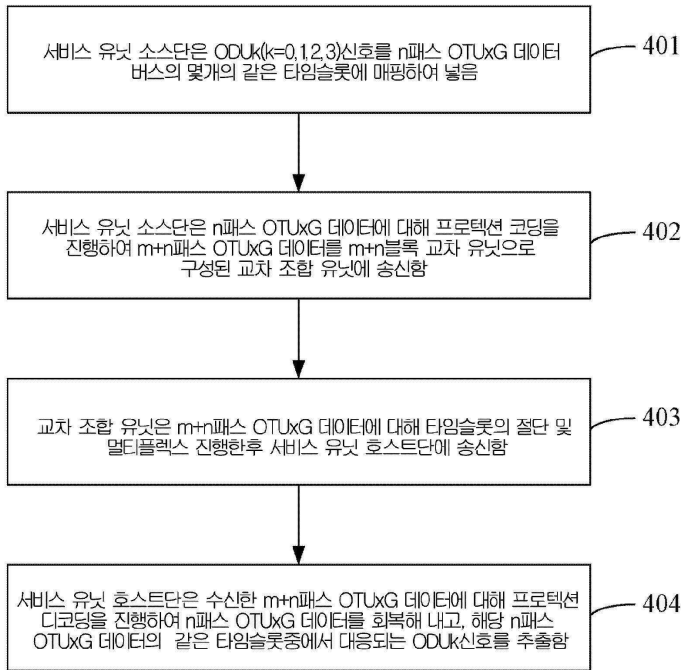 서비스 유닛 소스단은 ODUk(k=0,1,2,3)신호를 n패스 OTUxG 데이터
버스의 몇개의 같은 타임슬롯에 매핑하여 넣음
401
서비스 유닛 소스단은 n패스 OTUxG 데이터에 대해 프로텍션 코딩을
진행하여 m+n패스 OTUxG 데이터를 m+n블록 교차 유닛으로
구성된 교차 조합 유닛에 송신함
402
교차 조합 유닛은 m+n패스 OTUxG 데이터에 대해 타임슬롯의 절단 및
멀티플렉스 진행한후 서비스 유닛 호스트단에 송신함
403
서비스 유닛 호스트단은 수신한 m+n패스 OTUxG 데이터에 대해 프로텍션
디코딩을 진행하여 n패스 OTUxG 데이터를 회복해 내고, 해당 n패스
OTUxG 데이터의 같은 타임슬롯중에서 대응되는 ODUk신호를 추출함
404